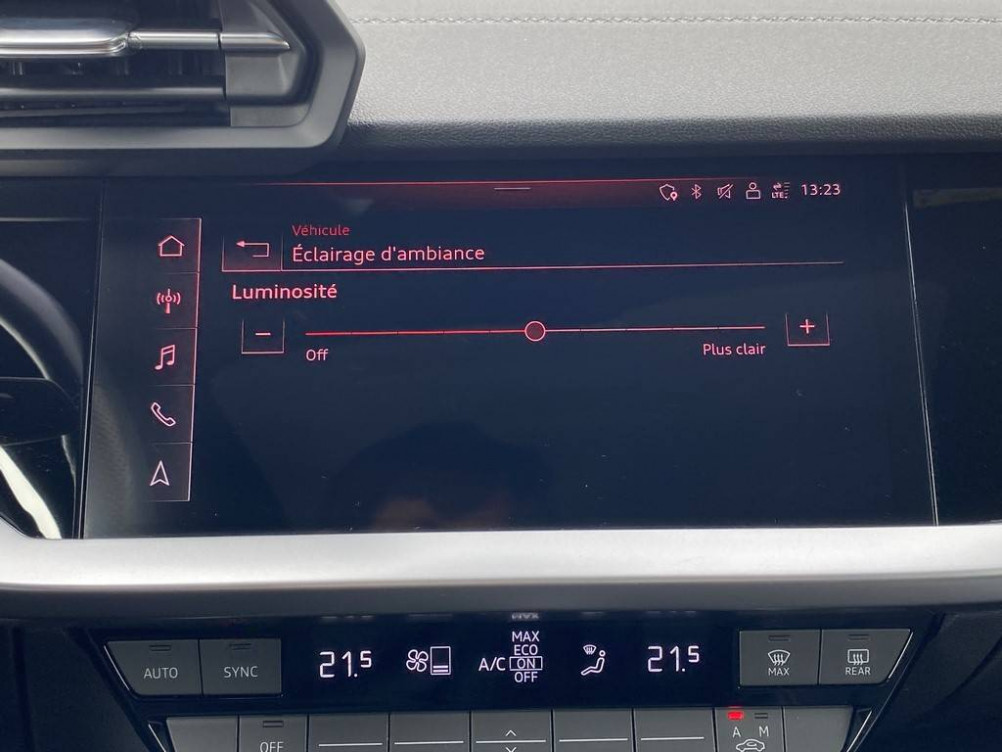 LTE 13:23
Véhicule
Éclairage d'ambiance
Luminosité
− +
Off Plus clair
AUTO SYNC 21.5 A/C MAX ECO ON OFF 21.5 MAX REAR
OFF A M